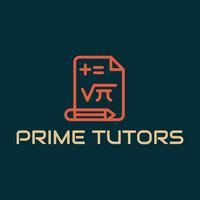 +=
√π
PRIME TUTORS